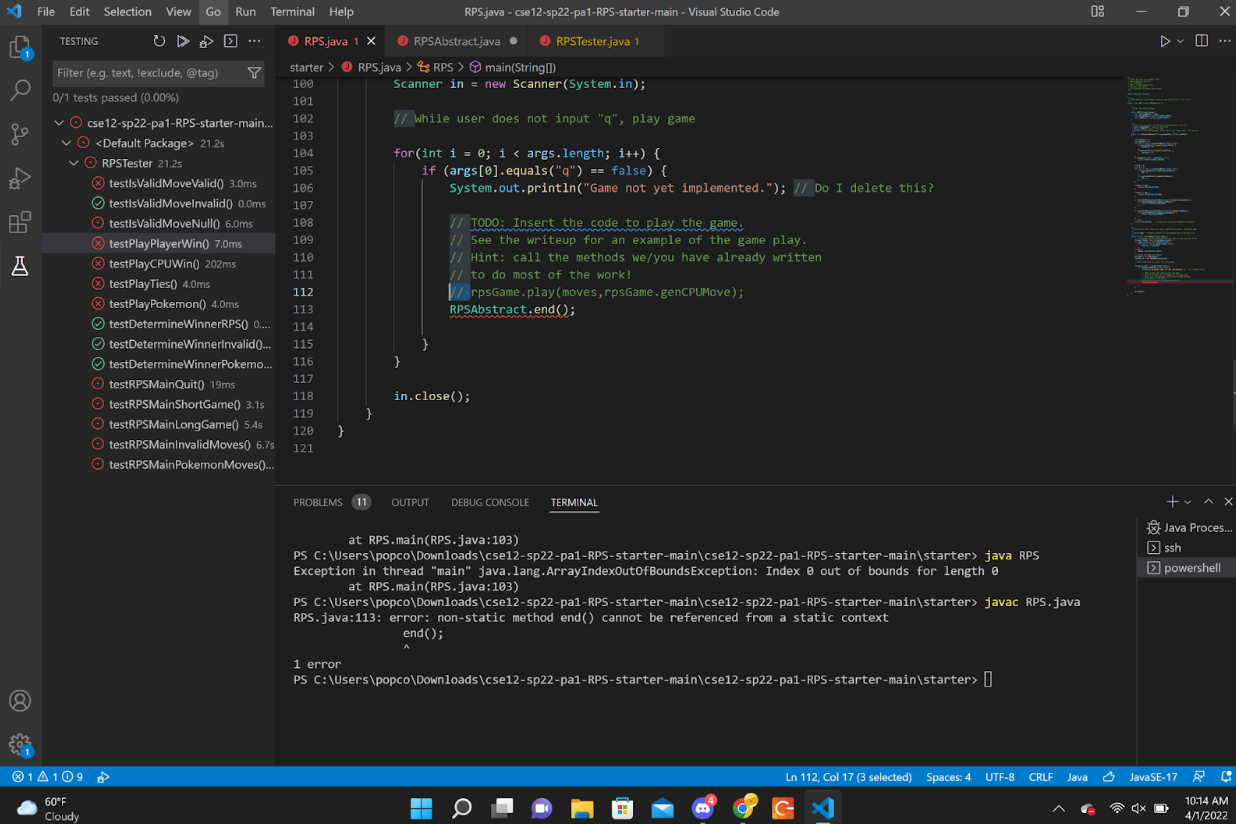 File Edit Selection View Go Run Terminal Help
RPS.java - cse12-sp22-pa1-RPS-starter-main - Visual Studio Code
TESTING
Filter (e.g. text, !exclude, @tag)
0/1 tests passed (0.00%)
cse12-sp22-pa1-RPS-starter-main...
<Default Package> 21.2s
RPSTester 21.2s
testIsValidMoveValid() 3.0ms
testIsValidMoveInvalid() 0.0ms
testIsValidMoveNull() 6.0ms
testPlayPlayerWin() 7.0ms
testPlayCPUWin() 202ms
testPlayTies() 4.0ms
testPlayPokemon() 4.0ms
testDetermineWinnerRPS() 0....
testDetermineWinnerInvalid()...
testDetermineWinnerPokemo...
testRPSMainQuit() 19ms
testRPSMainShortGame() 3.1s
testRPSMainLongGame() 5.4s
testRPSMainInvalidMoves() 6.7s
testRPSMainPokemonMoves()...
RPS.java 1
RPSAbstract.java
RPSTester.java 1
starter > RPS.java > RPS > main(String[])
100 Scanner in = new Scanner(System.in);
101
102 // While user does not input "q", play game
103
104 for(int i = 0; i < args.length; i++) {
105 if (args[0].equals("q") == false) {
106 System.out.println("Game not yet implemented."); // Do I delete this?
107
108 // TODO: Insert the code to play the game.
109 // See the writeup for an example of the game play.
110 // Hint: call the methods we/you have already written
111 // to do most of the work!
112 // rpsGame.play(moves,rpsGame.genCPUMove);
113 RPSAbstract.end();
114
115 }
116 }
117
118 in.close();
119 }
120 }
121
PROBLEMS 11 OUTPUT DEBUG CONSOLE TERMINAL
at RPS.main(RPS.java:103)
PS C:\Users\popco\Downloads\cse12-sp22-pa1-RPS-starter-main\cse12-sp22-pa1-RPS-starter-main\starter> java RPS
Exception in thread "main" java.lang.ArrayIndexOutOfBoundsException: Index 0 out of bounds for length 0
at RPS.main(RPS.java:103)
PS C:\Users\popco\Downloads\cse12-sp22-pa1-RPS-starter-main\cse12-sp22-pa1-RPS-starter-main\starter> javac RPS.java
RPS.java:113: error: non-static method end() cannot be referenced from a static context
end();
^
1 error
PS C:\Users\popco\Downloads\cse12-sp22-pa1-RPS-starter-main\cse12-sp22-pa1-RPS-starter-main\starter>
Java Proces...
ssh
powershell
1
1
1 1 9
Ln 112, Col 17 (3 selected) Spaces: 4 UTF-8 CRLF Java JavaSE-17
60°F
Cloudy
4
10:14 AM
4/1/2022